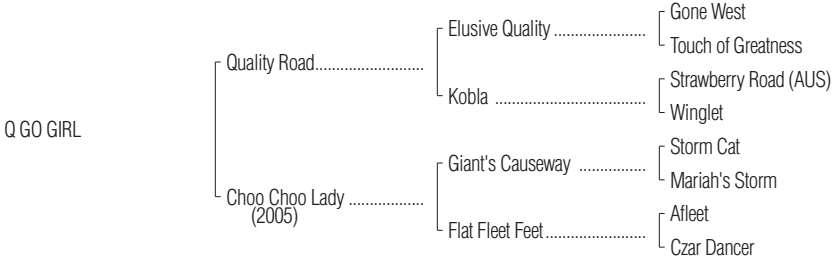 Gone West
Elusive Quality ......................
Touch of Greatness
Quality Road..........................
Strawberry Road (AUS)
Kobla ....................................
Winglet
Q GO GIRL
Storm Cat
Giant's Causeway ................
Mariah's Storm
Choo Choo Lady ..................
(2005)
Afleet
Flat Fleet Feet........................
Czar Dancer